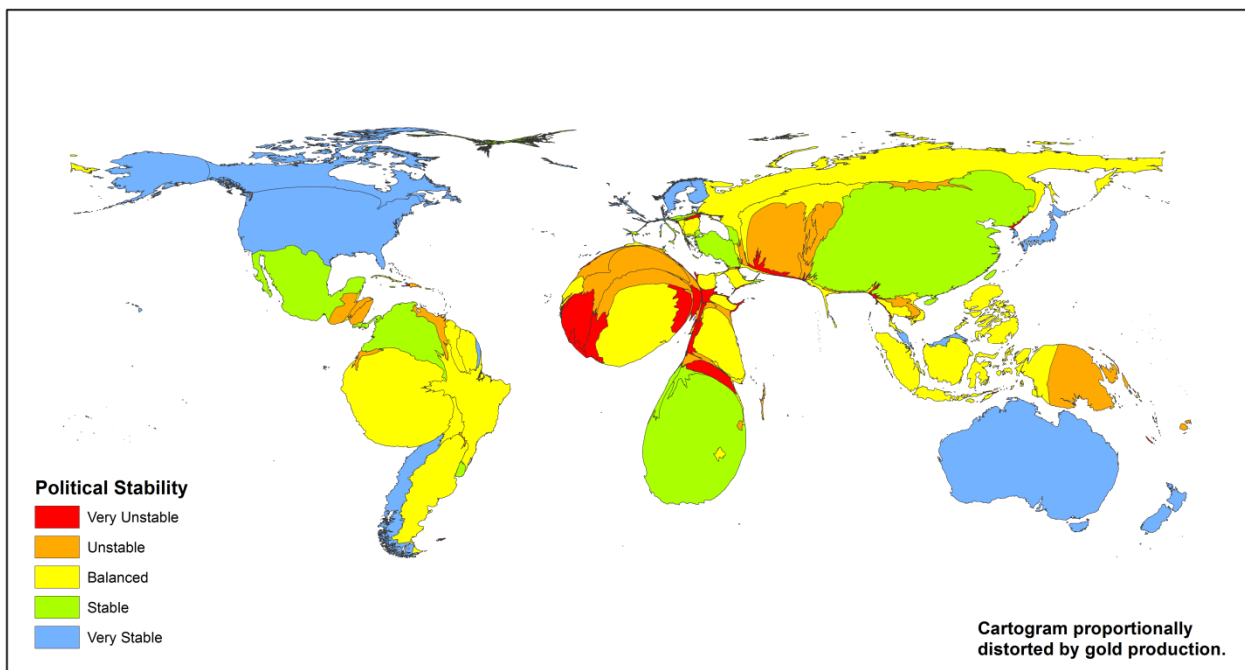 Political Stability
Very Unstable
Unstable
Balanced
Stable
Very Stable
Cartogram proportionally
distorted by gold production.